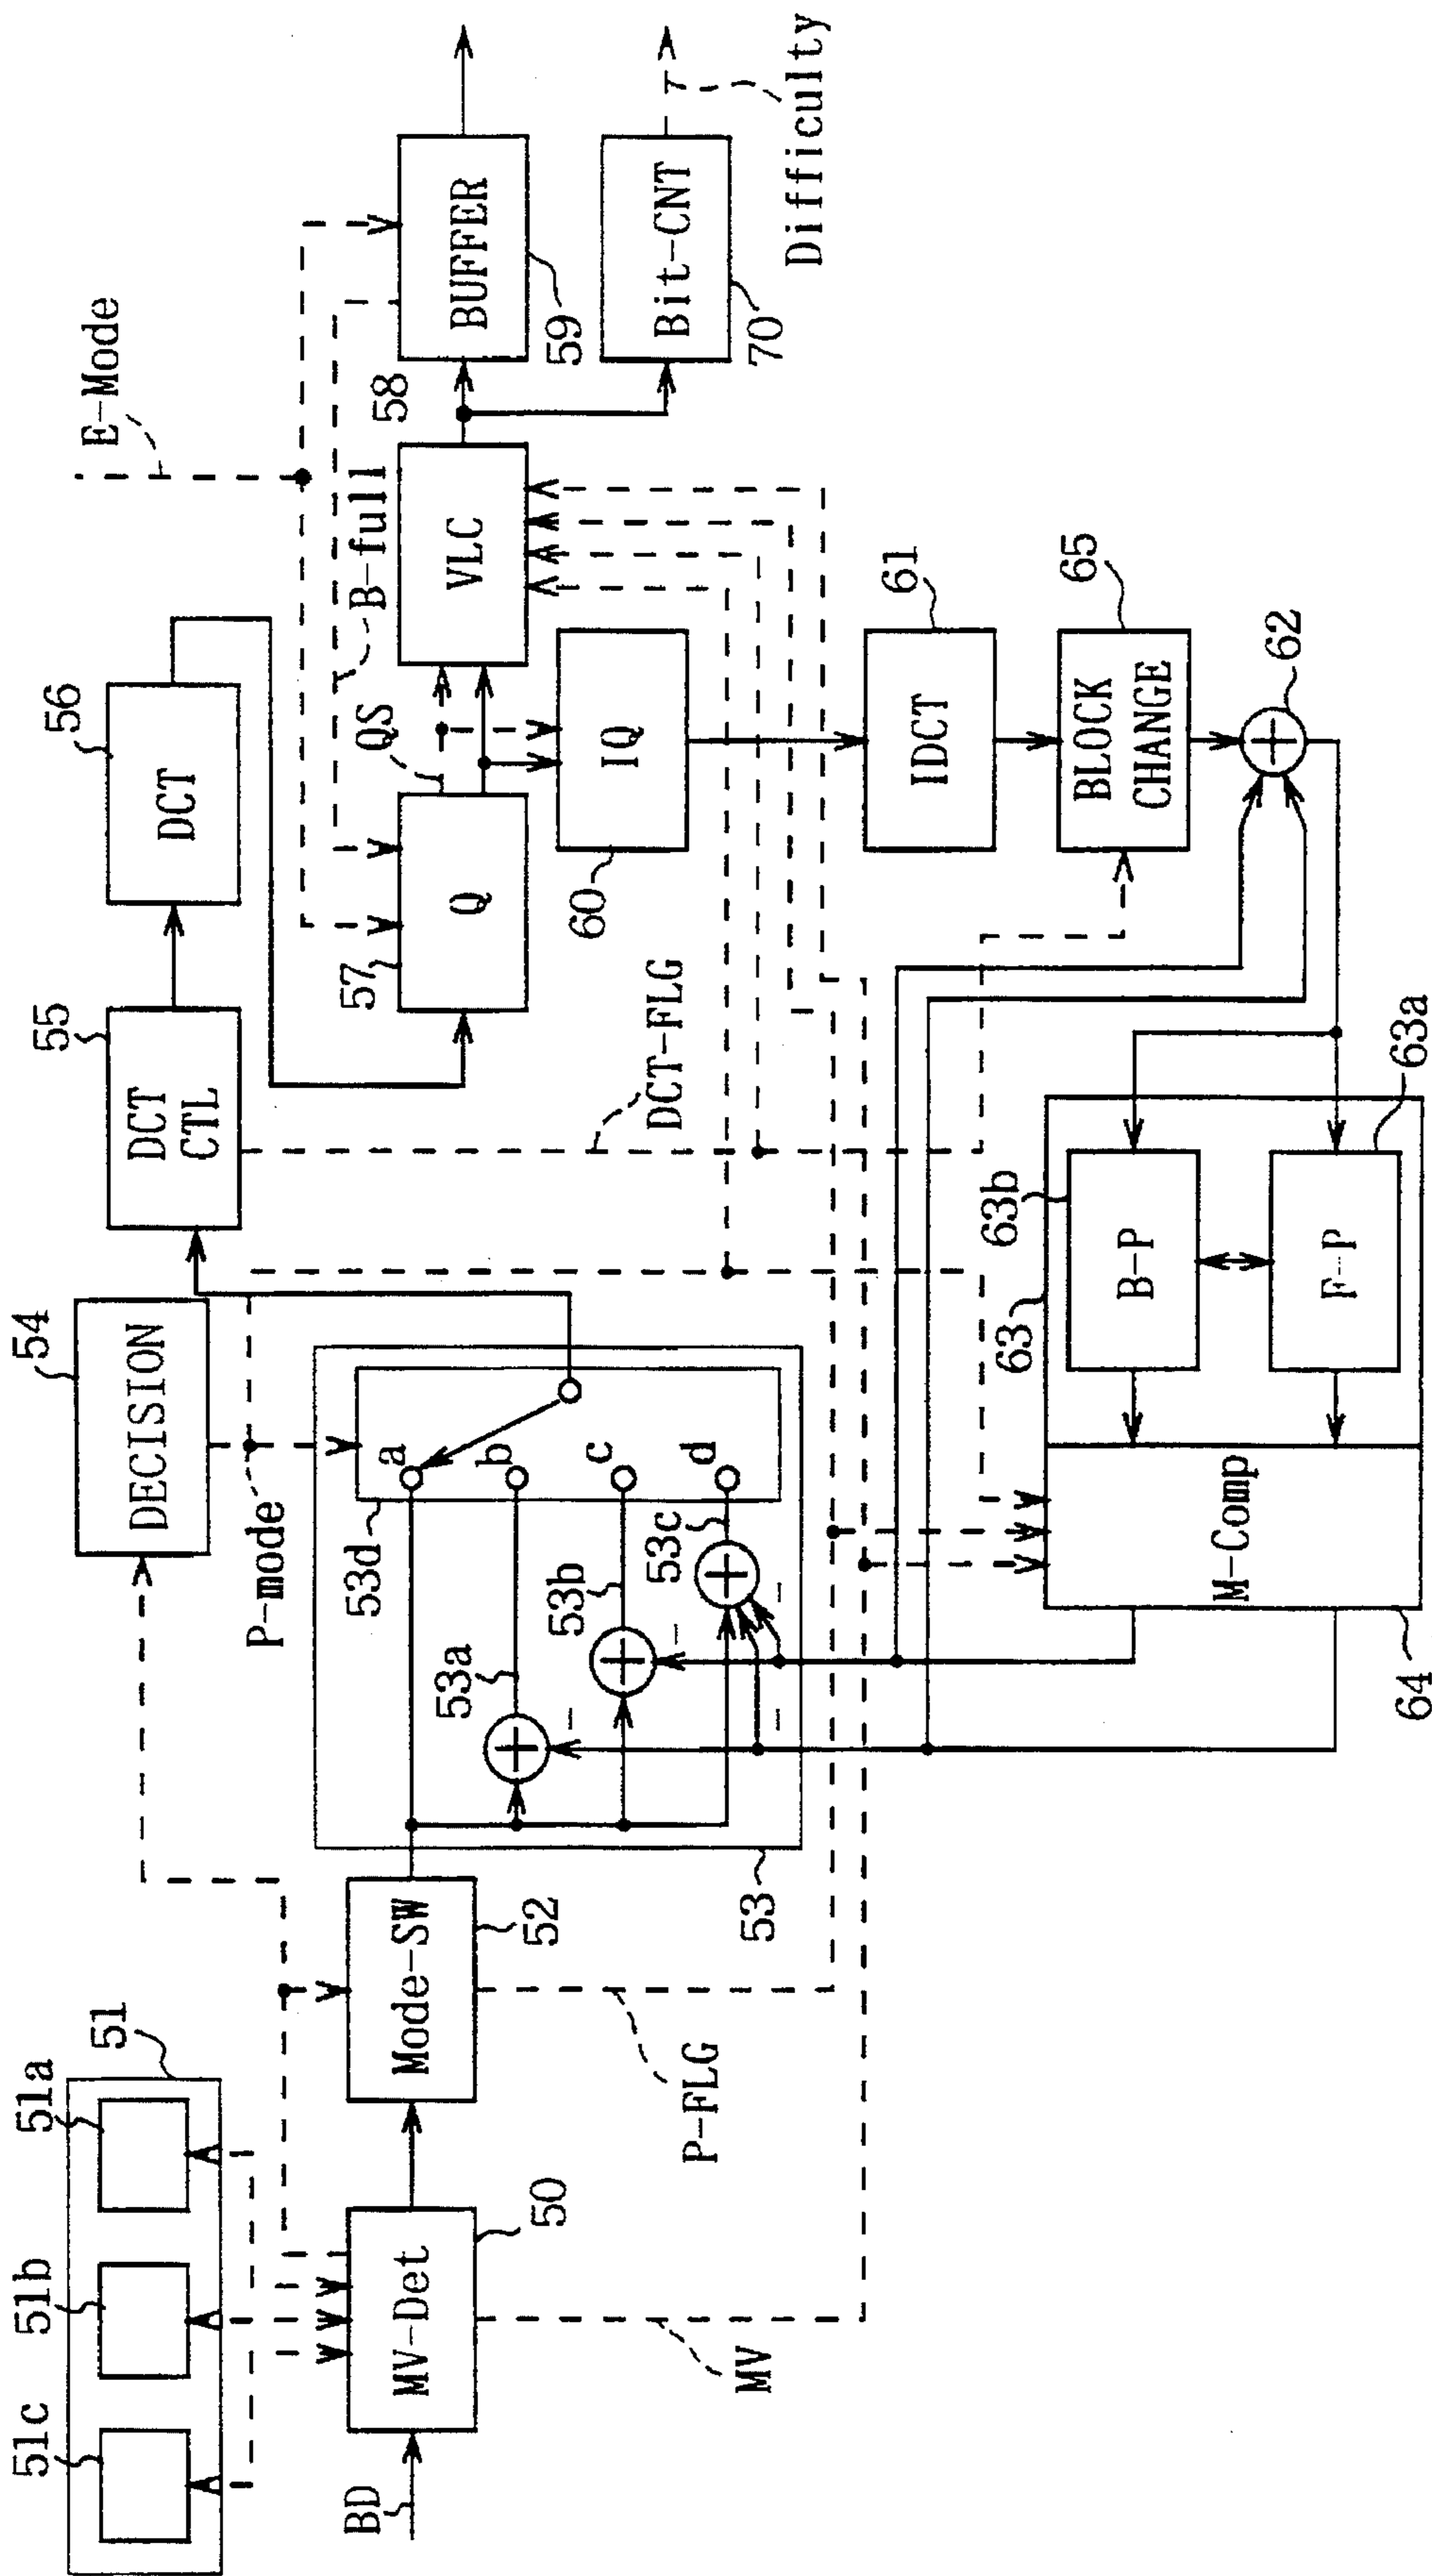 51
51a
51b
51c
BD
MV-Det
50
MV
Mode-SW
52
P-FLG
53
53a
53b
53c
53d
a
b
c
d
DECISION
54
P-mode
DCT
CTL
55
DCT-FLG
DCT
56
Q
57
QS
B-full
E-Mode
VLC
58
BUFFER
59
Bit-CNT
70
Difficulty
IQ
60
IDCT
61
BLOCK
CHANGE
65
62
63
63a
63b
B-P
F-P
M-Comp
64